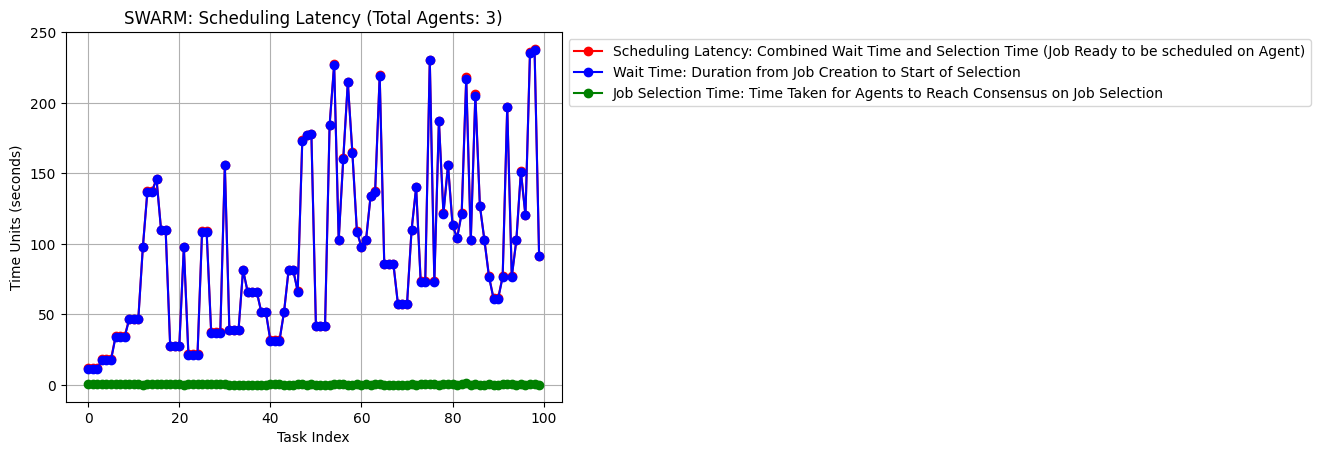 SWARM: Scheduling Latency (Total Agents: 3)
Scheduling Latency: Combined Wait Time and Selection Time (Job Ready to be scheduled on Agent)
Wait Time: Duration from Job Creation to Start of Selection
Job Selection Time: Time Taken for Agents to Reach Consensus on Job Selection
Time Units (seconds)
250
200
150
100
50
0
0
20
40
60
80
100
Task Index